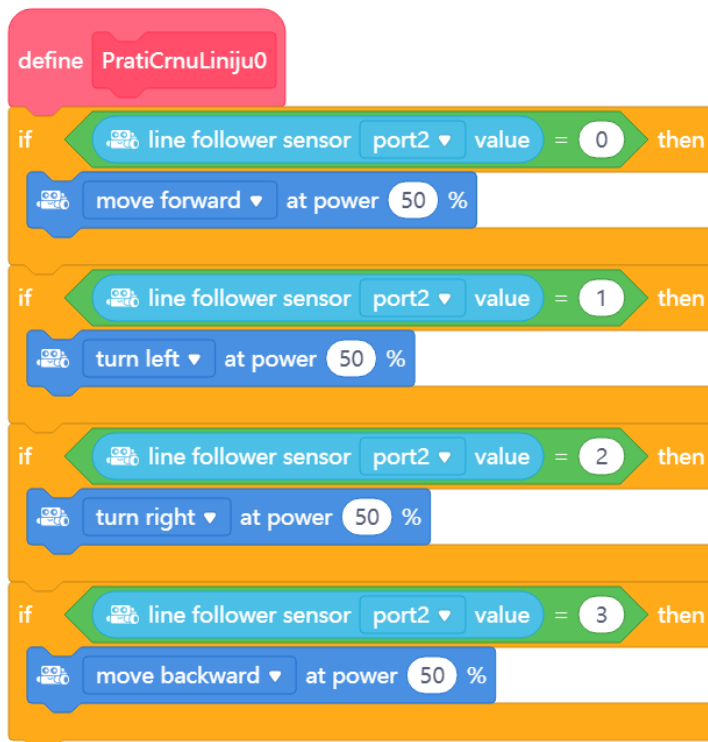 define PratiCrnuLiniju0
if line follower sensor port2 value = 0 then
move forward at power 50 %
if line follower sensor port2 value = 1 then
turn left at power 50 %
if line follower sensor port2 value = 2 then
turn right at power 50 %
if line follower sensor port2 value = 3 then
move backward at power 50 %